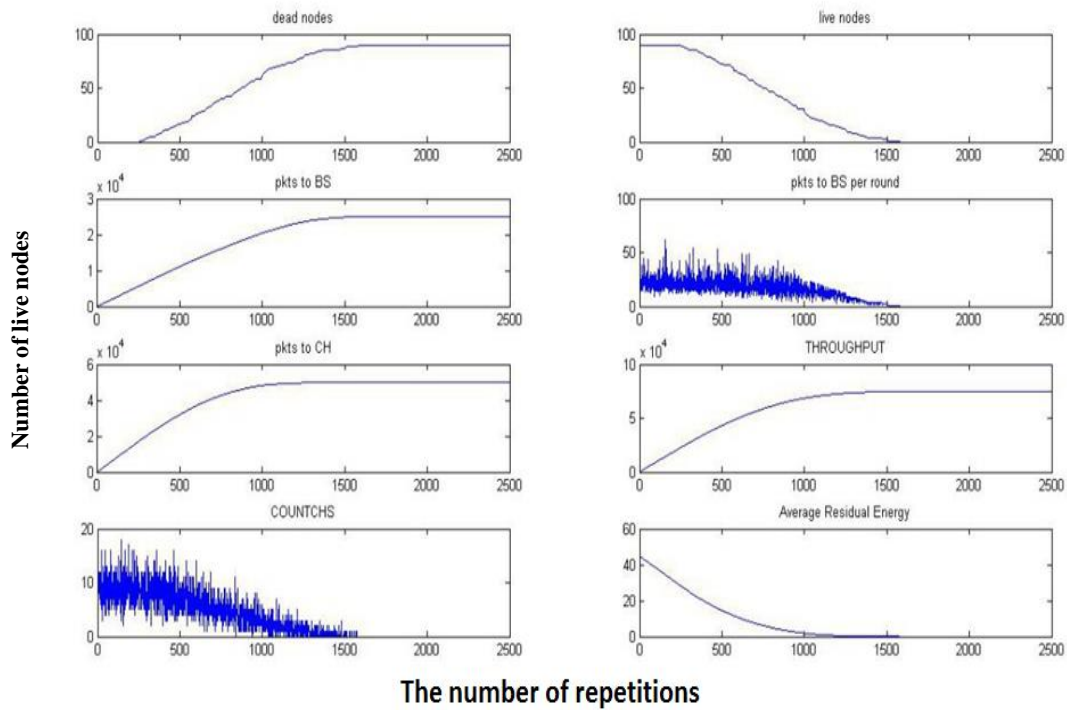 dead nodes
100
50
0
0 500 1000 1500 2000 2500
live nodes
100
50
0
0 500 1000 1500 2000 2500
pkts to BS
x 10^4
3
2
1
0
0 500 1000 1500 2000 2500
pkts to BS per round
100
50
0
0 500 1000 1500 2000 2500
pkts to CH
x 10^4
6
4
2
0
0 500 1000 1500 2000 2500
THROUGHPUT
x 10^4
10
5
0
0 500 1000 1500 2000 2500
COUNTCHS
20
10
0
0 500 1000 1500 2000 2500
Average Residual Energy
60
40
20
0
0 500 1000 1500 2000 2500
Number of live nodes
The number of repetitions